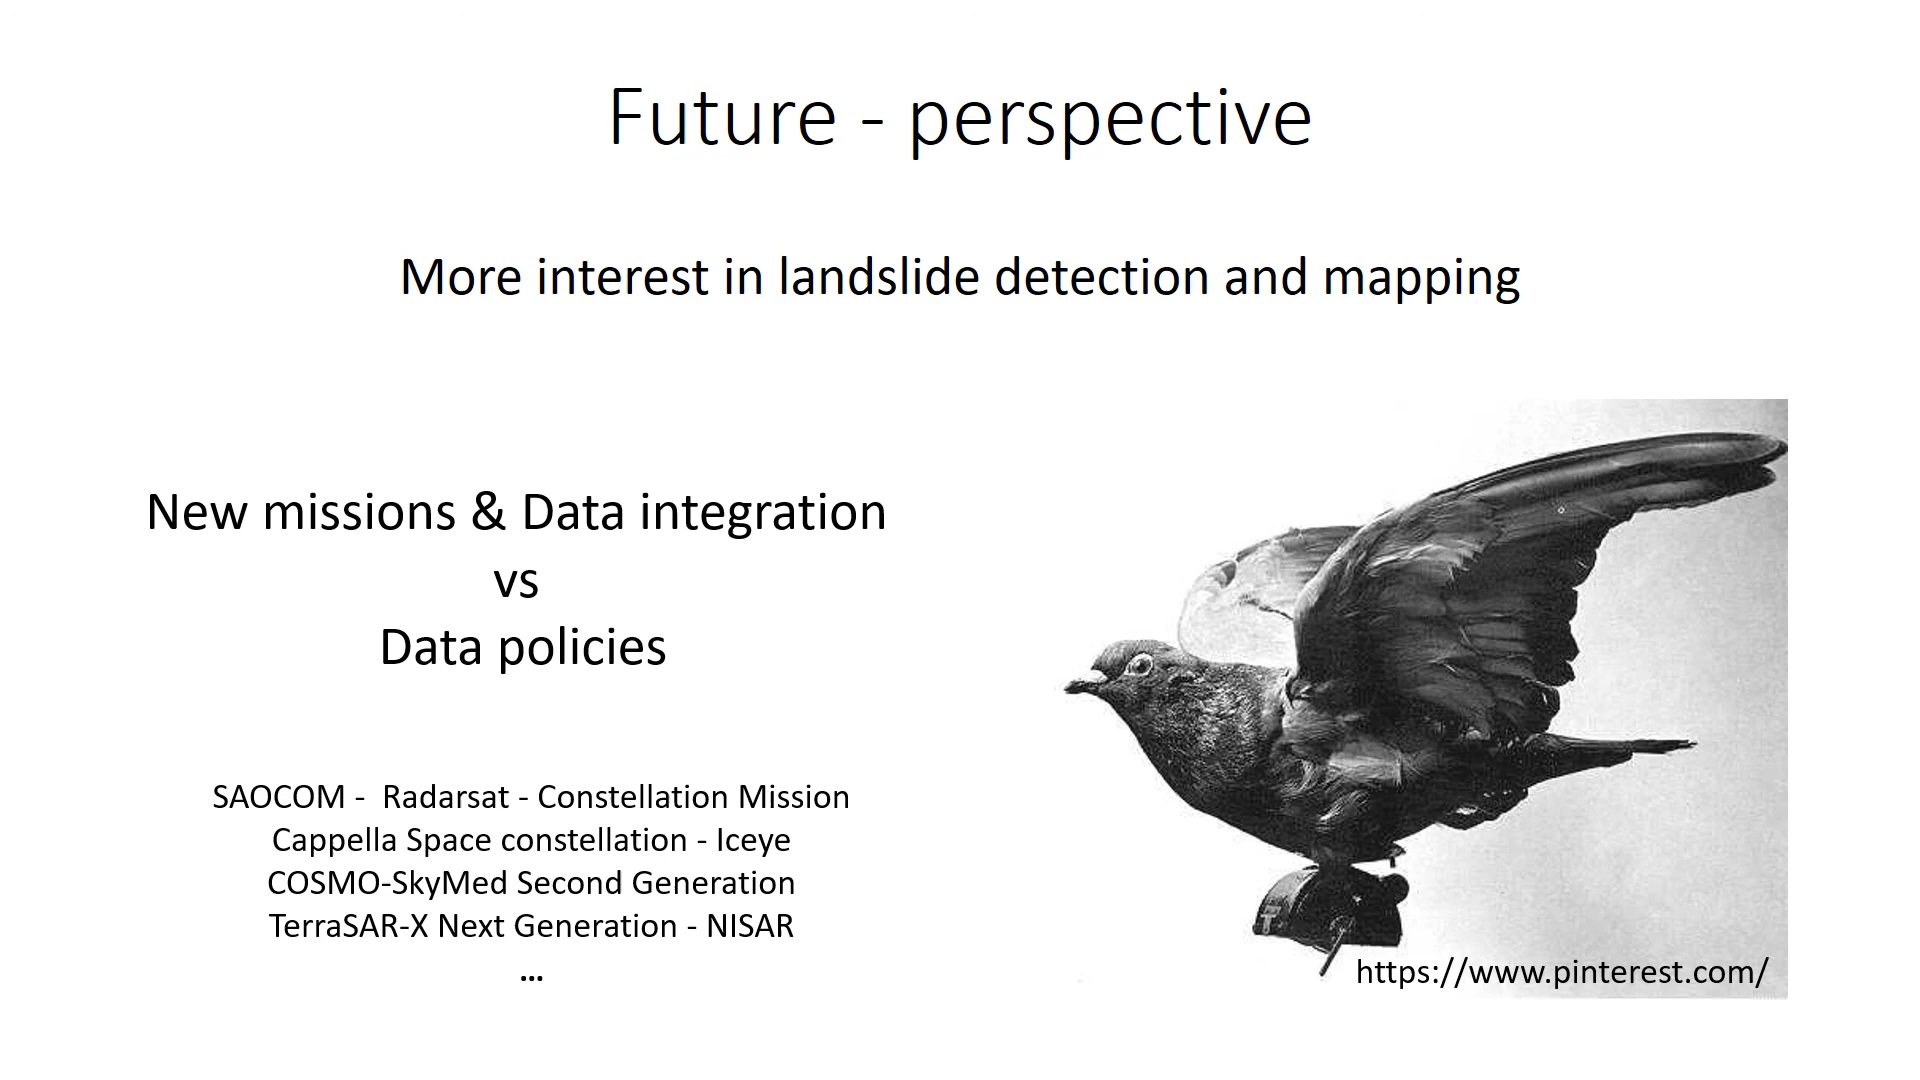 Future - perspective
More interest in landslide detection and mapping
New missions & Data integration
vs
Data policies
SAOCOM -  Radarsat - Constellation Mission
Cappella Space constellation - Iceye
COSMO-SkyMed Second Generation
TerraSAR-X Next Generation - NISAR
...
https://www.pinterest.com/